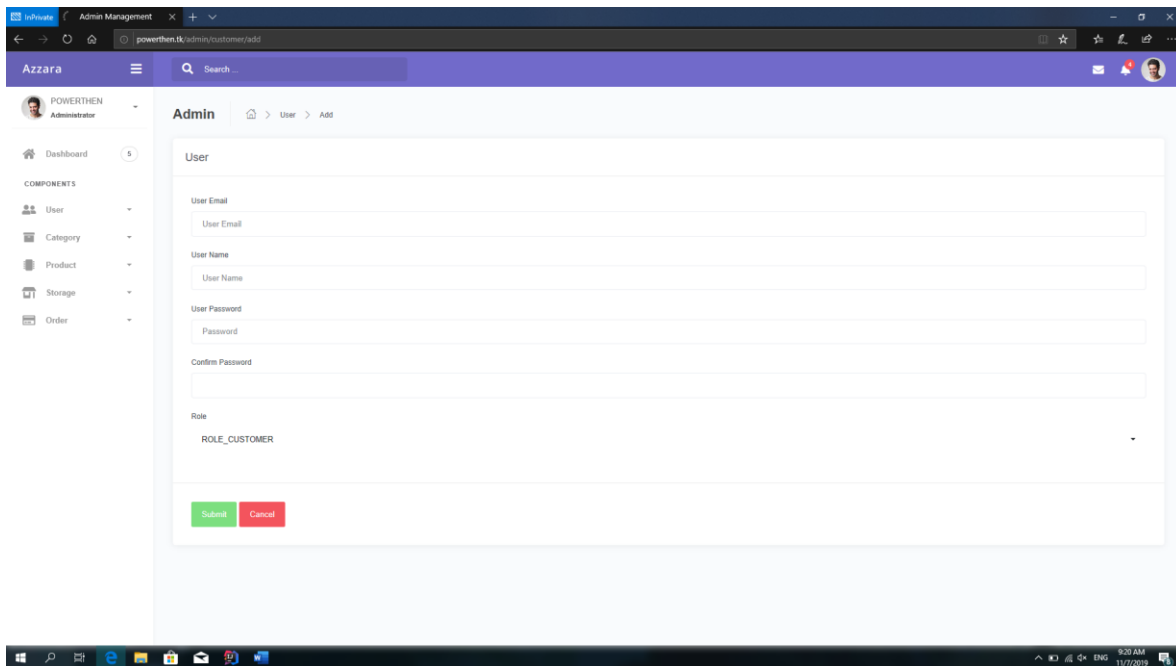 InPrivate Admin Management
powerthen.tk/admin/customer/add
Azzara Search ... 4
POWERTHEN
Administrator
Admin User Add
Dashboard 5
User
COMPONENTS
User
Category
Product
Storage
Order
User Email
User Email
User Name
User Name
User Password
Password
Confirm Password
Role
ROLE_CUSTOMER
Submit Cancel
ENG 9:20 AM
11/7/2019